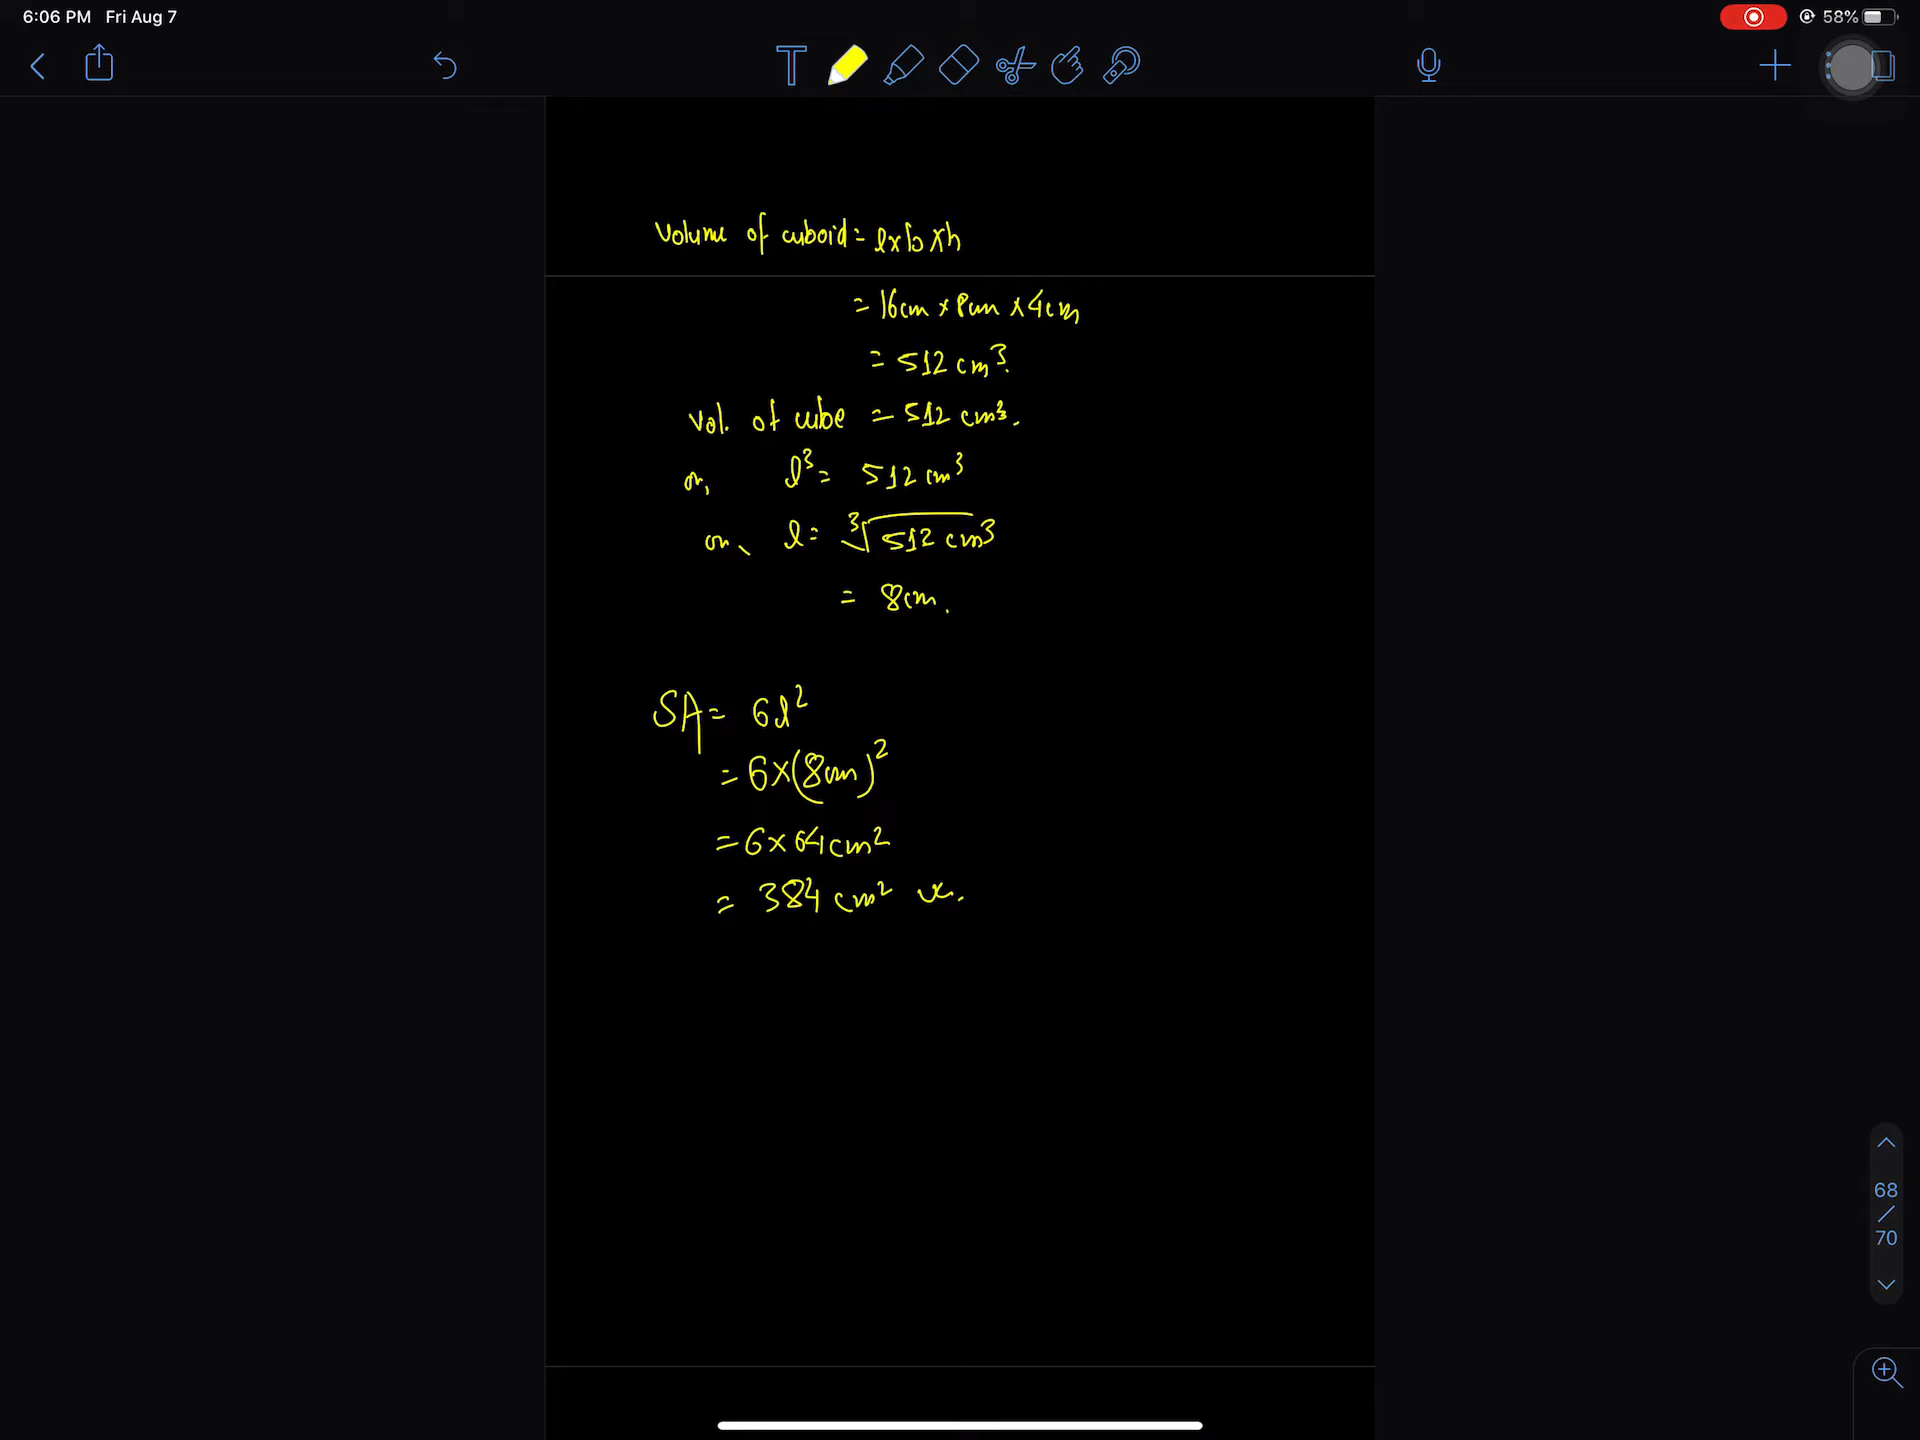 6:06 PM Fri Aug 7
58%
T
Volume of cuboid = l×b×h
= 16cm × 8cm × 4cm
= 512 cm³.
Vol. of cube = 512 cm³.
or, l³ = 512 cm³
or, l = ∛512 cm³
= 8cm.
SA = 6l²
= 6×(8cm)²
= 6×64cm²
= 384 cm²
68
/
70